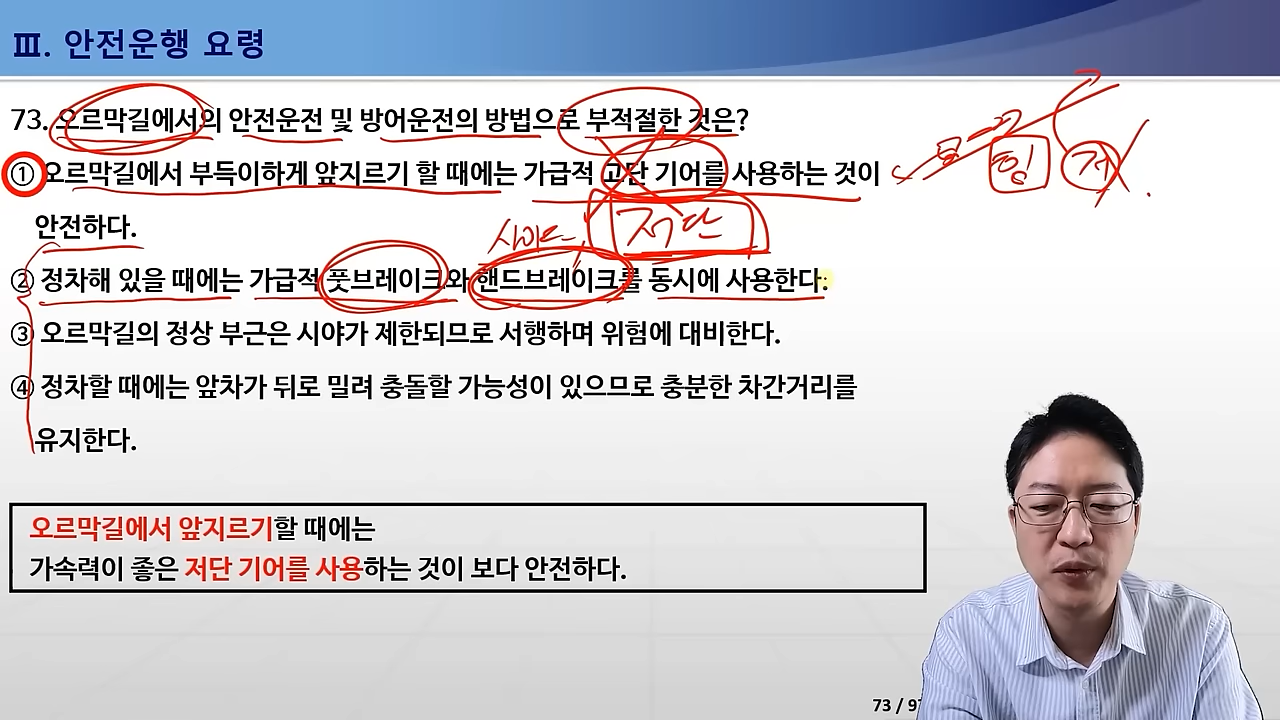 Ⅲ. 안전운행 요령
73. 오르막길에서의 안전운전 및 방어운전의 방법으로 부적절한 것은?
① 오르막길에서 부득이하게 앞지르기 할 때에는 가급적 고단 기어를 사용하는 것이
힘
저
안전하다.
사이드
저단
② 정차해 있을 때에는 가급적 풋브레이크와 핸드브레이크를 동시에 사용한다.
③ 오르막길의 정상 부근은 시야가 제한되므로 서행하며 위험에 대비한다.
④ 정차할 때에는 앞차가 뒤로 밀려 충돌할 가능성이 있으므로 충분한 차간거리를
유지한다.
오르막길에서 앞지르기할 때에는
가속력이 좋은 저단 기어를 사용하는 것이 보다 안전하다.
73 / 97